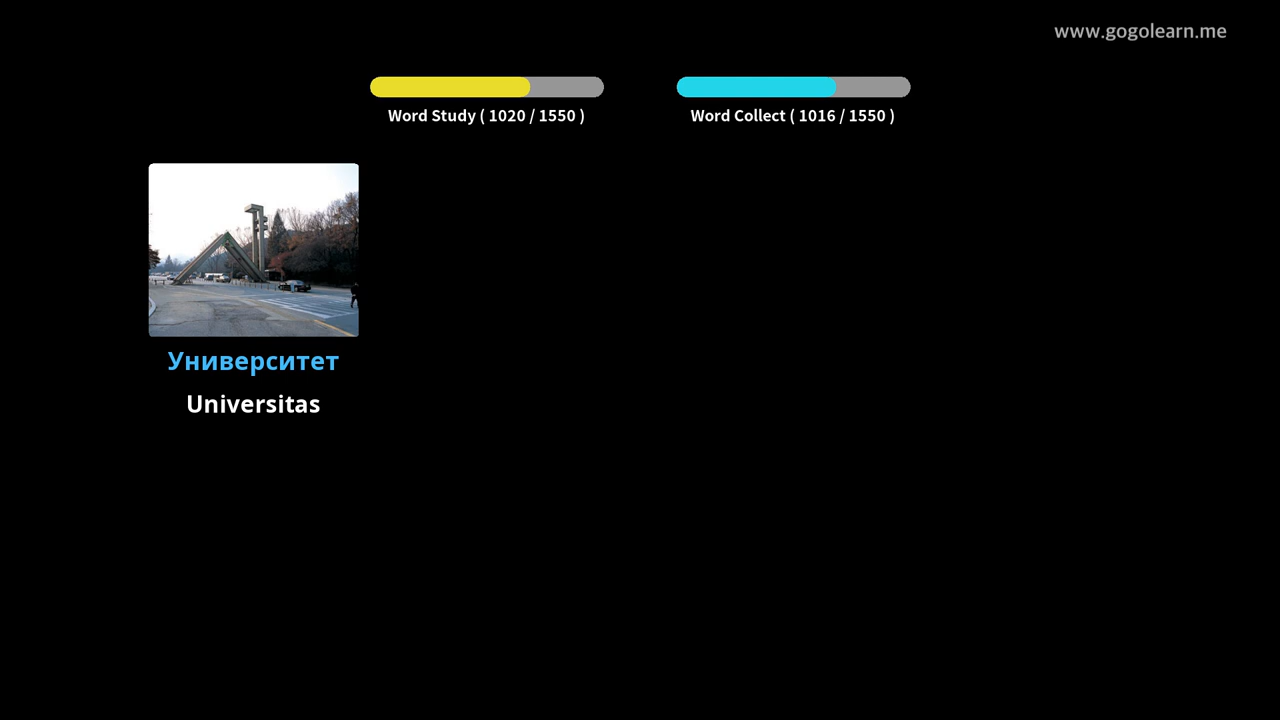 www.gogolearn.me
Word Study ( 1020 / 1550 )
Word Collect ( 1016 / 1550 )
Университет
Universitas